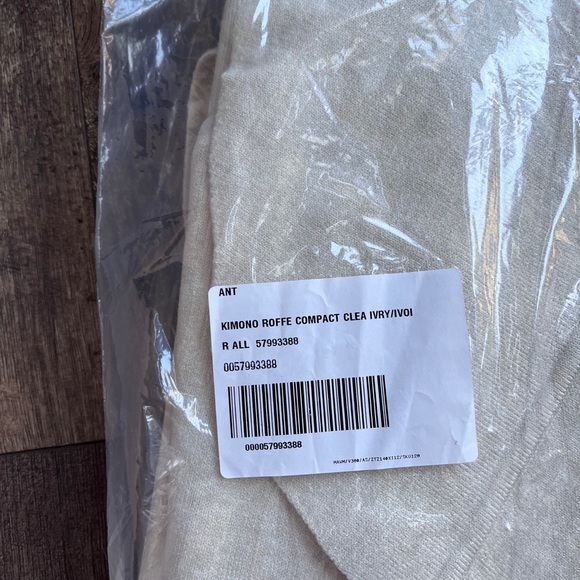 ANT
KIMONO ROFFE COMPACT CLEA IVRY/IVOI
R ALL 57993388
0057993388
000057993388